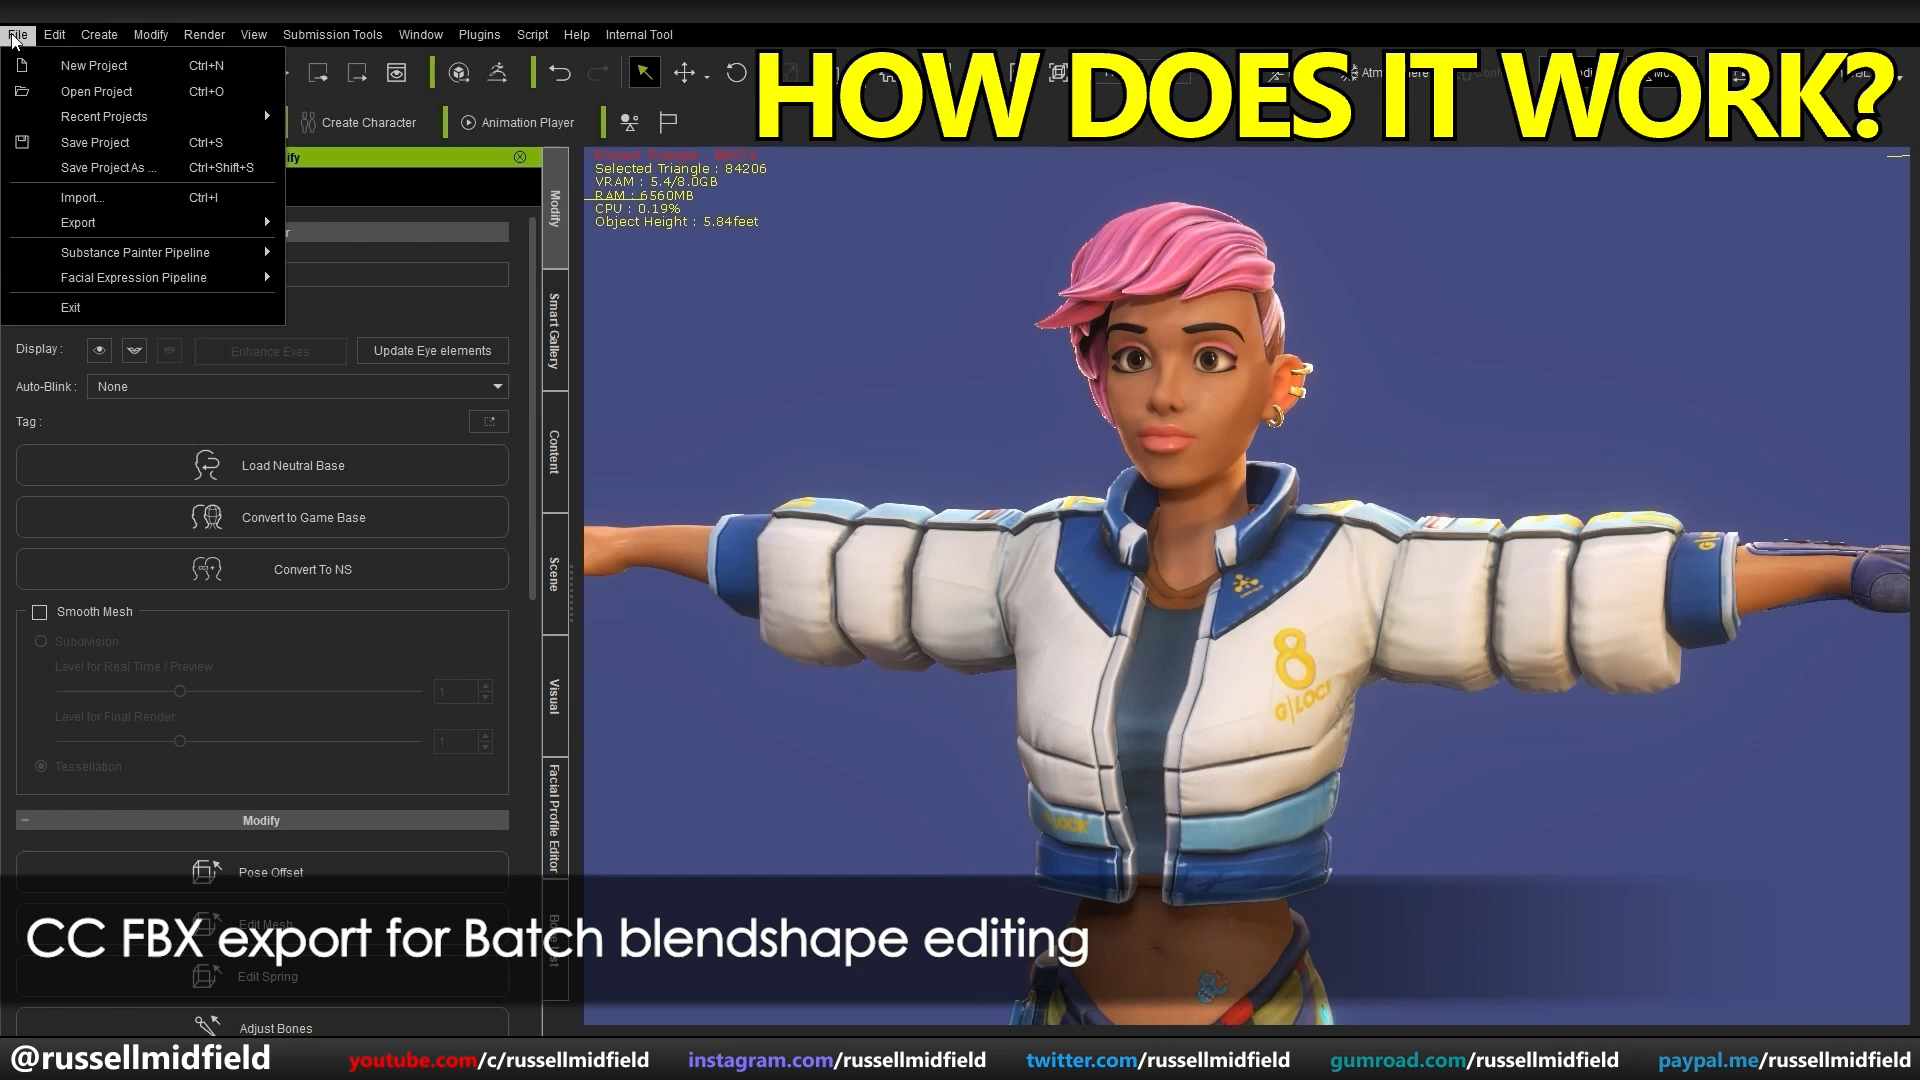 File Edit Create Modify Render View Submission Tools Window Plugins Script Help Internal Tool
New Project Ctrl+N
Open Project Ctrl+O
Recent Projects
Save Project Ctrl+S
Save Project As ... Ctrl+Shift+S
Import... Ctrl+I
Export
Substance Painter Pipeline
Facial Expression Pipeline
Exit
Create Character
Animation Player
HOW DOES IT WORK?
ify
r
Display :
Enhance Eyes
Update Eye elements
Auto-Blink : None
Tag :
Load Neutral Base
Convert to Game Base
Convert To NS
Smooth Mesh
Subdivision
Level for Real Time / Preview
1
Level for Final Render
1
Tessellation
Modify
Pose Offset
Edit Mesh
Edit Spring
Adjust Bones
Modify
Smart Gallery
Content
Scene
Visual
Facial Profile Editor
Selected Triangle : 84206
VRAM : 5.4/8.0GB
RAM : 6560MB
CPU : 0.19%
Object Height : 5.84feet
8
G|LOCK
CC FBX export for Batch blendshape editing
@russellmidfield youtube.com/c/russellmidfield instagram.com/russellmidfield twitter.com/russellmidfield gumroad.com/russellmidfield paypal.me/russellmidfield